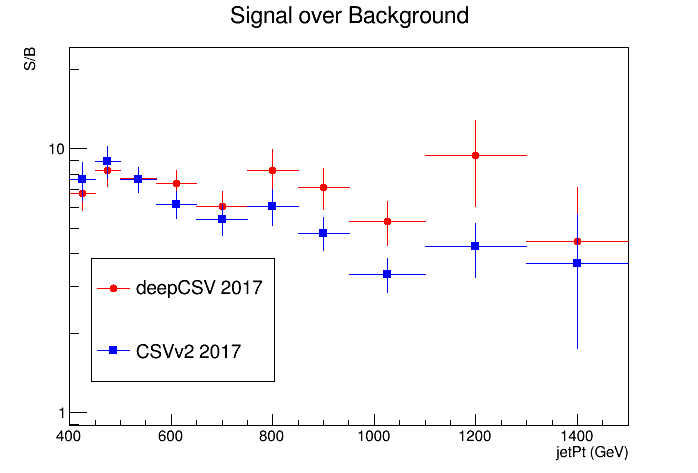 Signal over Background
S/B
10
deepCSV 2017
CSVv2 2017
1
400 600 800 1000 1200 1400
jetPt (GeV)